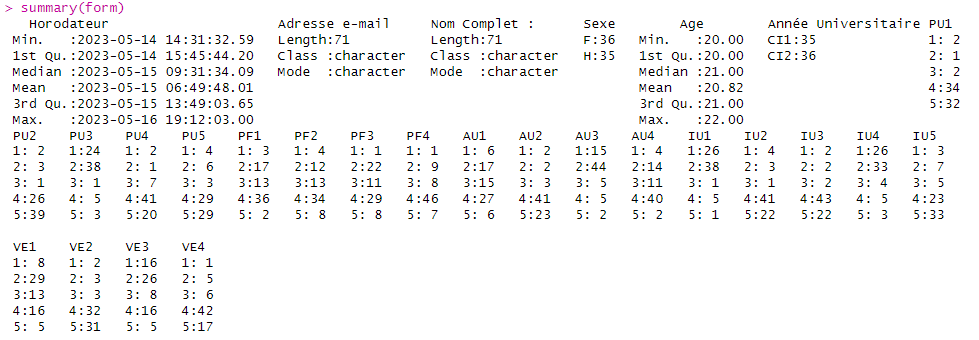 > summary(form)
Horodateur Adresse e-mail Nom Complet : Sexe Age Année Universitaire PU1
Min. :2023-05-14 14:31:32.59 Length:71 Length:71 F:36 Min. :20.00 CI1:35 1: 2
1st Qu.:2023-05-14 15:45:44.20 Class :character Class :character H:35 1st Qu.:20.00 CI2:36 2: 1
Median :2023-05-15 09:31:34.09 Mode :character Mode :character Median :21.00 3: 2
Mean :2023-05-15 06:49:48.01 Mean :20.82 4:34
3rd Qu.:2023-05-15 13:49:03.65 3rd Qu.:21.00 5:32
Max. :2023-05-16 19:12:03.00 Max. :22.00
PU2 PU3 PU4 PU5 PF1 PF2 PF3 PF4 AU1 AU2 AU3 AU4 IU1 IU2 IU3 IU4 IU5
1: 2 1:24 1: 2 1: 4 1: 3 1: 4 1: 1 1: 1 1: 6 1: 2 1:15 1: 4 1:26 1: 4 1: 2 1:26 1: 3
2: 3 2:38 2: 1 2: 6 2:17 2:12 2:22 2: 9 2:17 2: 2 2:44 2:14 2:38 2: 3 2: 2 2:33 2: 7
3: 1 3: 1 3: 7 3: 3 3:13 3:13 3:11 3: 8 3:15 3: 3 3: 5 3:11 3: 1 3: 1 3: 2 3: 4 3: 5
4:26 4: 5 4:41 4:29 4:36 4:34 4:29 4:46 4:27 4:41 4: 5 4:40 4: 5 4:41 4:43 4: 5 4:23
5:39 5: 3 5:20 5:29 5: 2 5: 8 5: 8 5: 7 5: 6 5:23 5: 2 5: 2 5: 1 5:22 5:22 5: 3 5:33
VE1 VE2 VE3 VE4
1: 8 1: 2 1:16 1: 1
2:29 2: 3 2:26 2: 5
3:13 3: 3 3: 8 3: 6
4:16 4:32 4:16 4:42
5: 5 5:31 5: 5 5:17